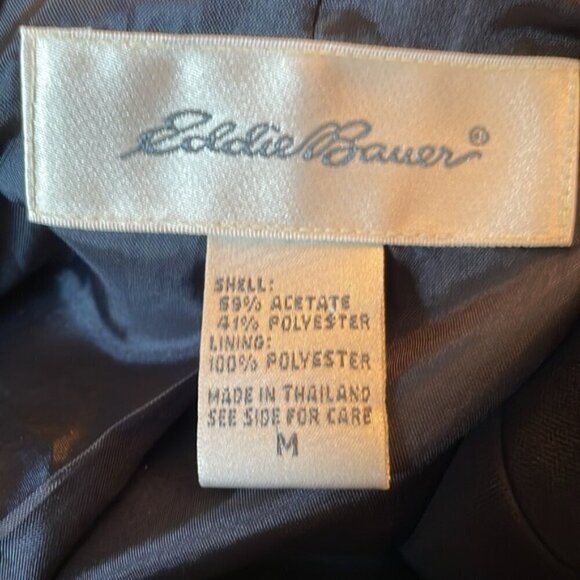 Eddie Bauer®
SHELL:
59% ACETATE
41% POLYESTER
LINING:
100% POLYESTER
MADE IN THAILAND
SEE SIDE FOR CARE
M